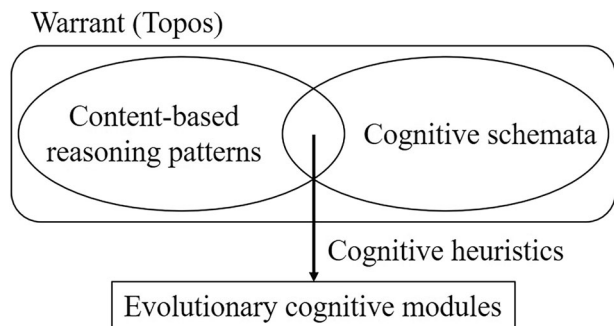 Warrant (Topos)
Content-based
reasoning patterns
Cognitive schemata
Cognitive heuristics
Evolutionary cognitive modules